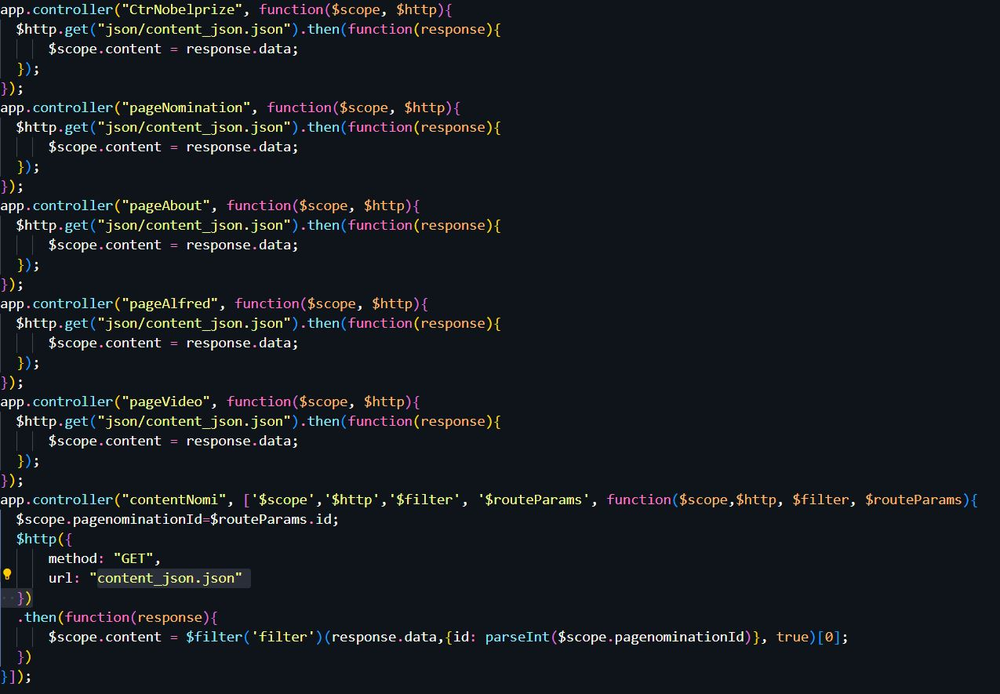 app.controller("CtrNobelprize", function($scope, $http){
  $http.get("json/content_json.json").then(function(response){
      $scope.content = response.data;
  });
});
app.controller("pageNomination", function($scope, $http){
  $http.get("json/content_json.json").then(function(response){
      $scope.content = response.data;
  });
});
app.controller("pageAbout", function($scope, $http){
  $http.get("json/content_json.json").then(function(response){
      $scope.content = response.data;
  });
});
app.controller("pageAlfred", function($scope, $http){
  $http.get("json/content_json.json").then(function(response){
      $scope.content = response.data;
  });
});
app.controller("pageVideo", function($scope, $http){
  $http.get("json/content_json.json").then(function(response){
      $scope.content = response.data;
  });
});
app.controller("contentNomi", ['$scope','$http','$filter', '$routeParams', function($scope,$http, $filter, $routeParams){
  $scope.pagenominationId=$routeParams.id;
  $http({
      method: "GET",
      url: "content_json.json"
  })
  .then(function(response){
      $scope.content = $filter('filter')(response.data,{id: parseInt($scope.pagenominationId)}, true)[0];
  })
}]);